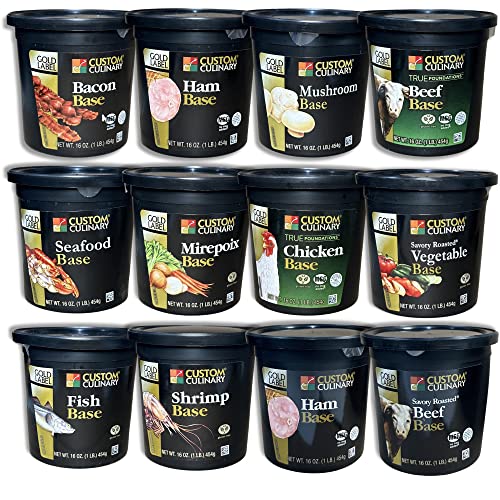 GOLD LABEL
CUSTOM CULINARY
Bacon
Base
NET WT. 16 OZ. (1 LB.) 454g
GOLD LABEL
CUSTOM CULINARY
Ham
Base
NET WT. 16 OZ. (1 LB.) 454g
GOLD LABEL
CUSTOM CULINARY
Mushroom
Base
NET WT. 16 OZ. (1 LB.) 454g
CUSTOM CULINARY
TRUE FOUNDATIONS
Beef
Base
NET WT. 16 OZ. (1 LB.) 454g
GOLD LABEL
CUSTOM CULINARY
Seafood
Base
NET WT. 16 OZ. (1 LB.) 454g
GOLD LABEL
CUSTOM CULINARY
Mirepoix
Base
NET WT. 16 OZ. (1 LB.) 454g
CUSTOM CULINARY
TRUE FOUNDATIONS
Chicken
Base
GOLD LABEL
CUSTOM CULINARY
Savory Roasted®
Vegetable
Base
NET WT. 16 OZ. (1 LB.) 454g
GOLD LABEL
CUSTOM CULINARY
Fish
Base
NET WT. 16 OZ. (1 LB.) 454g
GOLD LABEL
CUSTOM CULINARY
Shrimp
Base
NET WT. 16 OZ. (1 LB.) 454g
GOLD LABEL
CUSTOM CULINARY
Ham
Base
NET WT. 16 OZ. (1 LB.) 454g
GOLD LABEL
CUSTOM CULINARY
Savory Roasted®
Beef
Base
NET WT. 16 OZ. (1 LB.) 454g